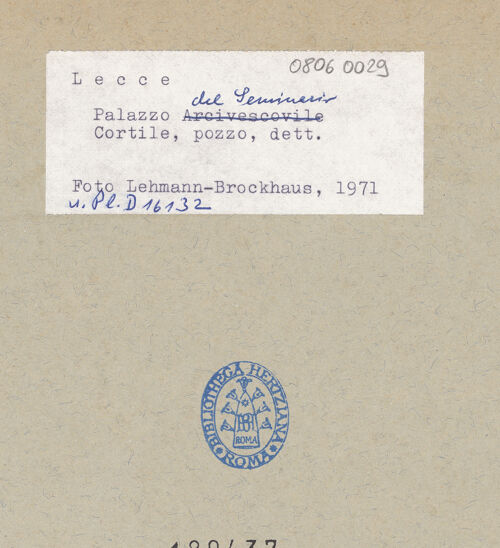 0806 0029
L e c c e
del Seminario
Palazzo Arcivescovile
Cortile, pozzo, dett.
Foto Lehmann-Brockhaus, 1971
n. Pl. D 16132
BIBLIOTHECA HERTZIANA
BH
ROMA
ROMA